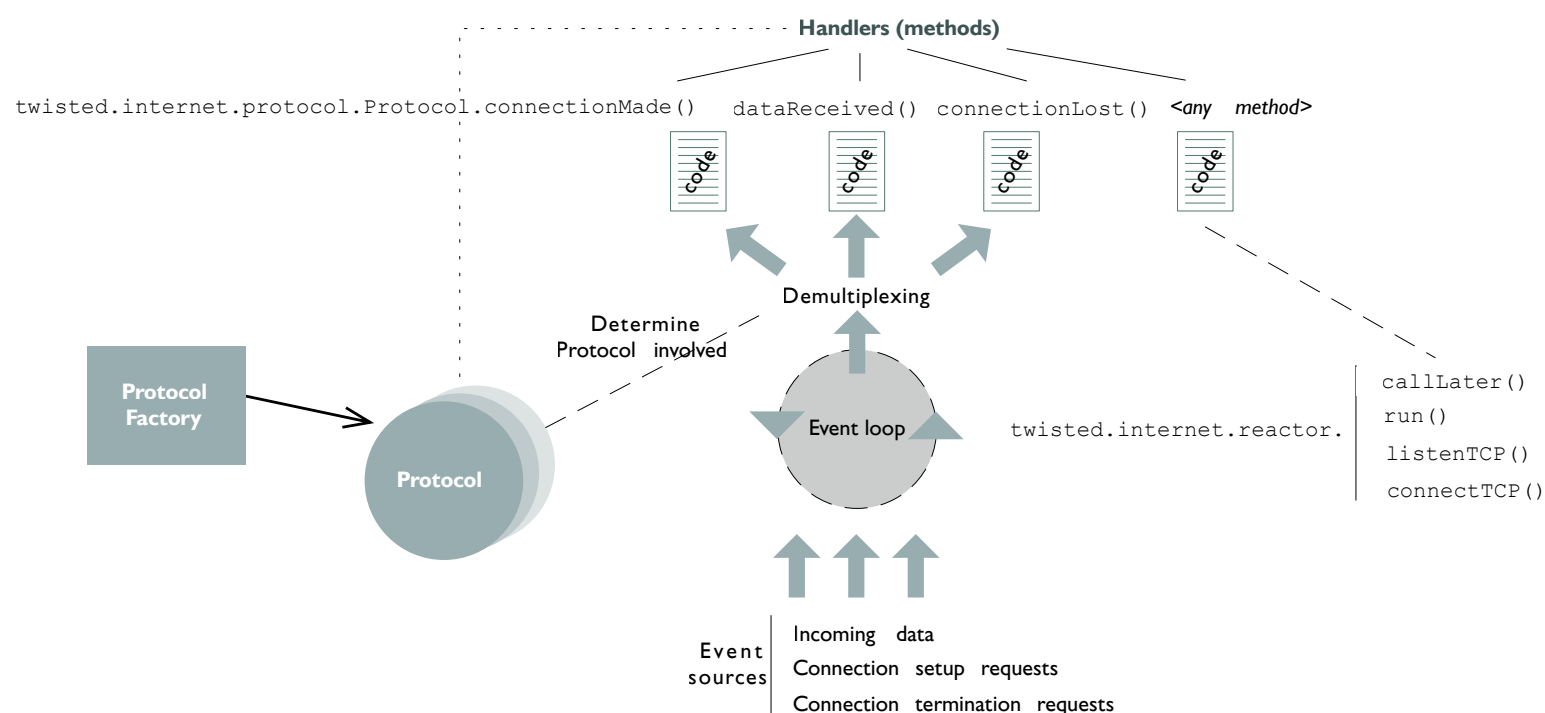 Handlers (methods)
twisted.internet.protocol.Protocol.connectionMade() dataReceived() connectionLost() <any method>
code code code code
Demultiplexing
Determine
Protocol involved
Protocol
Factory
Protocol
Event loop
twisted.internet.reactor.
callLater()
run()
listenTCP()
connectTCP()
Event
sources
Incoming data
Connection setup requests
Connection termination requests